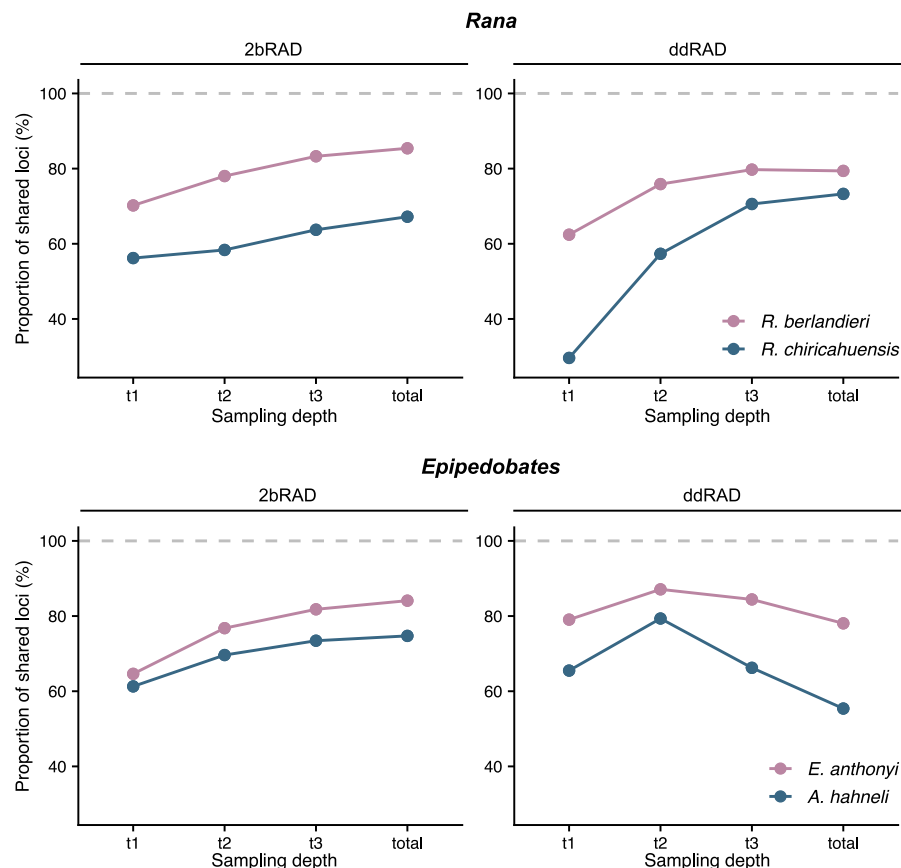 Rana
2bRAD
ddRAD
Proportion of shared loci (%)
100
80
60
40
100
80
60
40
R. berlandieri
R. chiricahuensis
t1 t2 t3 total
t1 t2 t3 total
Sampling depth
Sampling depth
Epipedobates
2bRAD
ddRAD
Proportion of shared loci (%)
100
80
60
40
100
80
60
40
E. anthonyi
A. hahneli
t1 t2 t3 total
t1 t2 t3 total
Sampling depth
Sampling depth